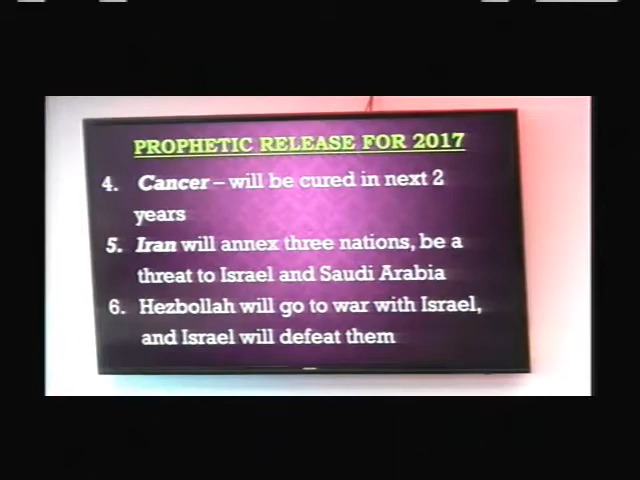 PROPHETIC RELEASE FOR 2017
4. Cancer – will be cured in next 2
years
5. Iran will annex three nations, be a
threat to Israel and Saudi Arabia
6. Hezbollah will go to war with Israel,
and Israel will defeat them